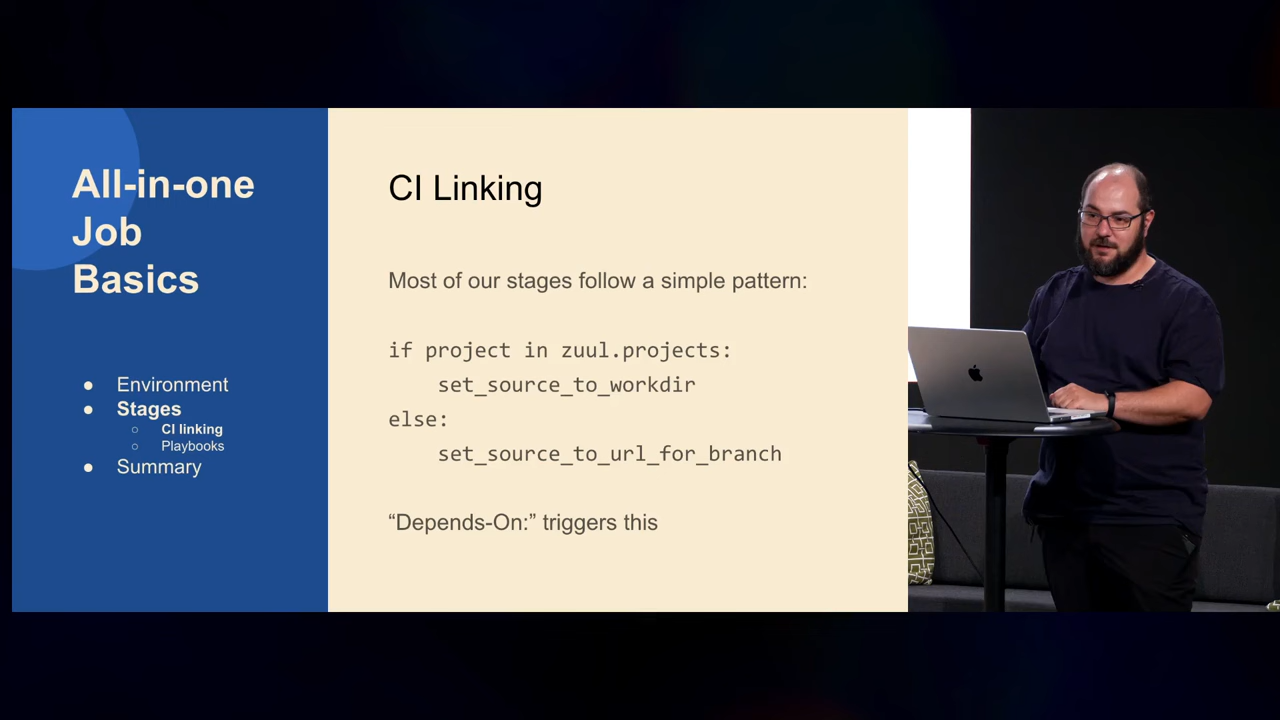 All-in-one
Job
Basics
● Environment
● Stages
○ CI linking
○ Playbooks
● Summary
CI Linking
Most of our stages follow a simple pattern:
if project in zuul.projects:
set_source_to_workdir
else:
set_source_to_url_for_branch
“Depends-On:” triggers this